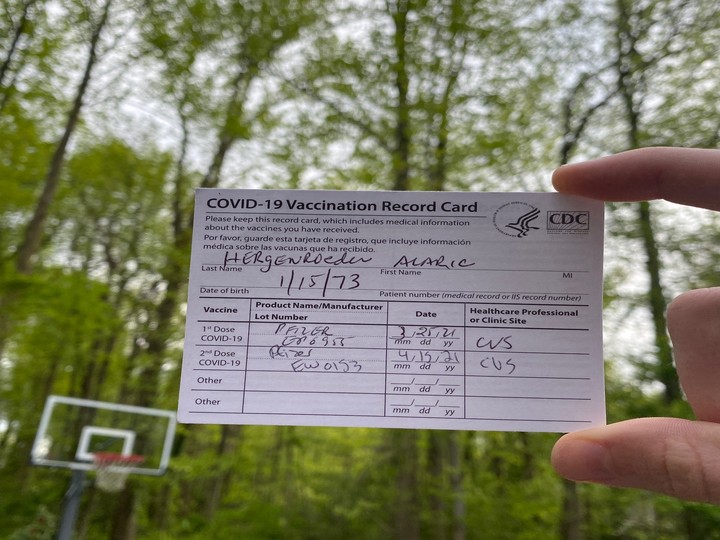 COVID-19 Vaccination Record Card
CDC
Please keep this record card, which includes medical information
about the vaccines you have received.
Por favor, guarde esta tarjeta de registro, que incluye información
médica sobre las vacunas que ha recibido.
HERGENROEDER ALARIC
Last Name First Name MI
1/15/73
Date of birth Patient number (medical record or IIS record number)
Vaccine Product Name/Manufacturer Date Healthcare Professional
Lot Number or Clinic Site
1st Dose PFIZER 3/25/21 CVS
COVID-19 mm dd yy
2nd Dose Pfizer 4/15/21 CVS
COVID-19 EW0153 mm dd yy
Other / /
mm dd yy
Other / /
mm dd yy